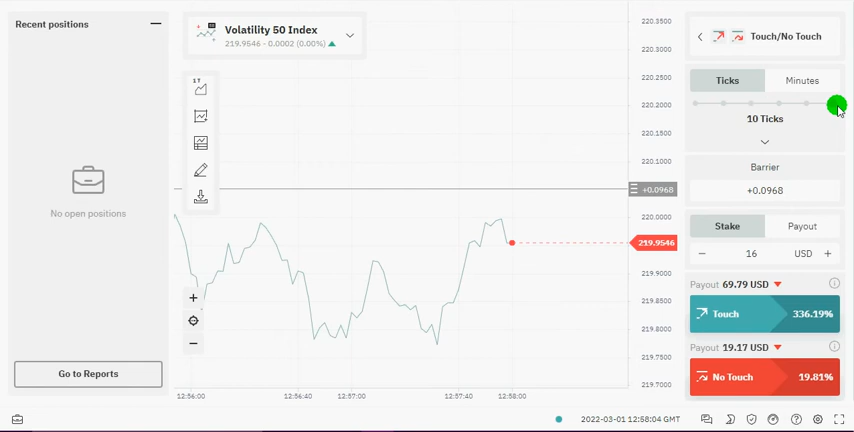 Recent positions
No open positions
Go to Reports
Volatility 50 Index
219.9546 - 0.0002 (0.00%)
1T
220.3500
220.3000
220.2500
220.2000
220.1500
220.1000
+0.0968
220.0000
219.9546
219.9000
219.8500
219.8000
219.7500
219.7000
12:56:00
12:56:40
12:57:00
12:57:40
12:58:00
Touch/No Touch
Ticks
Minutes
10 Ticks
Barrier
+0.0968
Stake
Payout
− 16 USD +
Payout 69.79 USD
Touch 336.19%
Payout 19.17 USD
No Touch 19.81%
2022-03-01 12:58:04 GMT